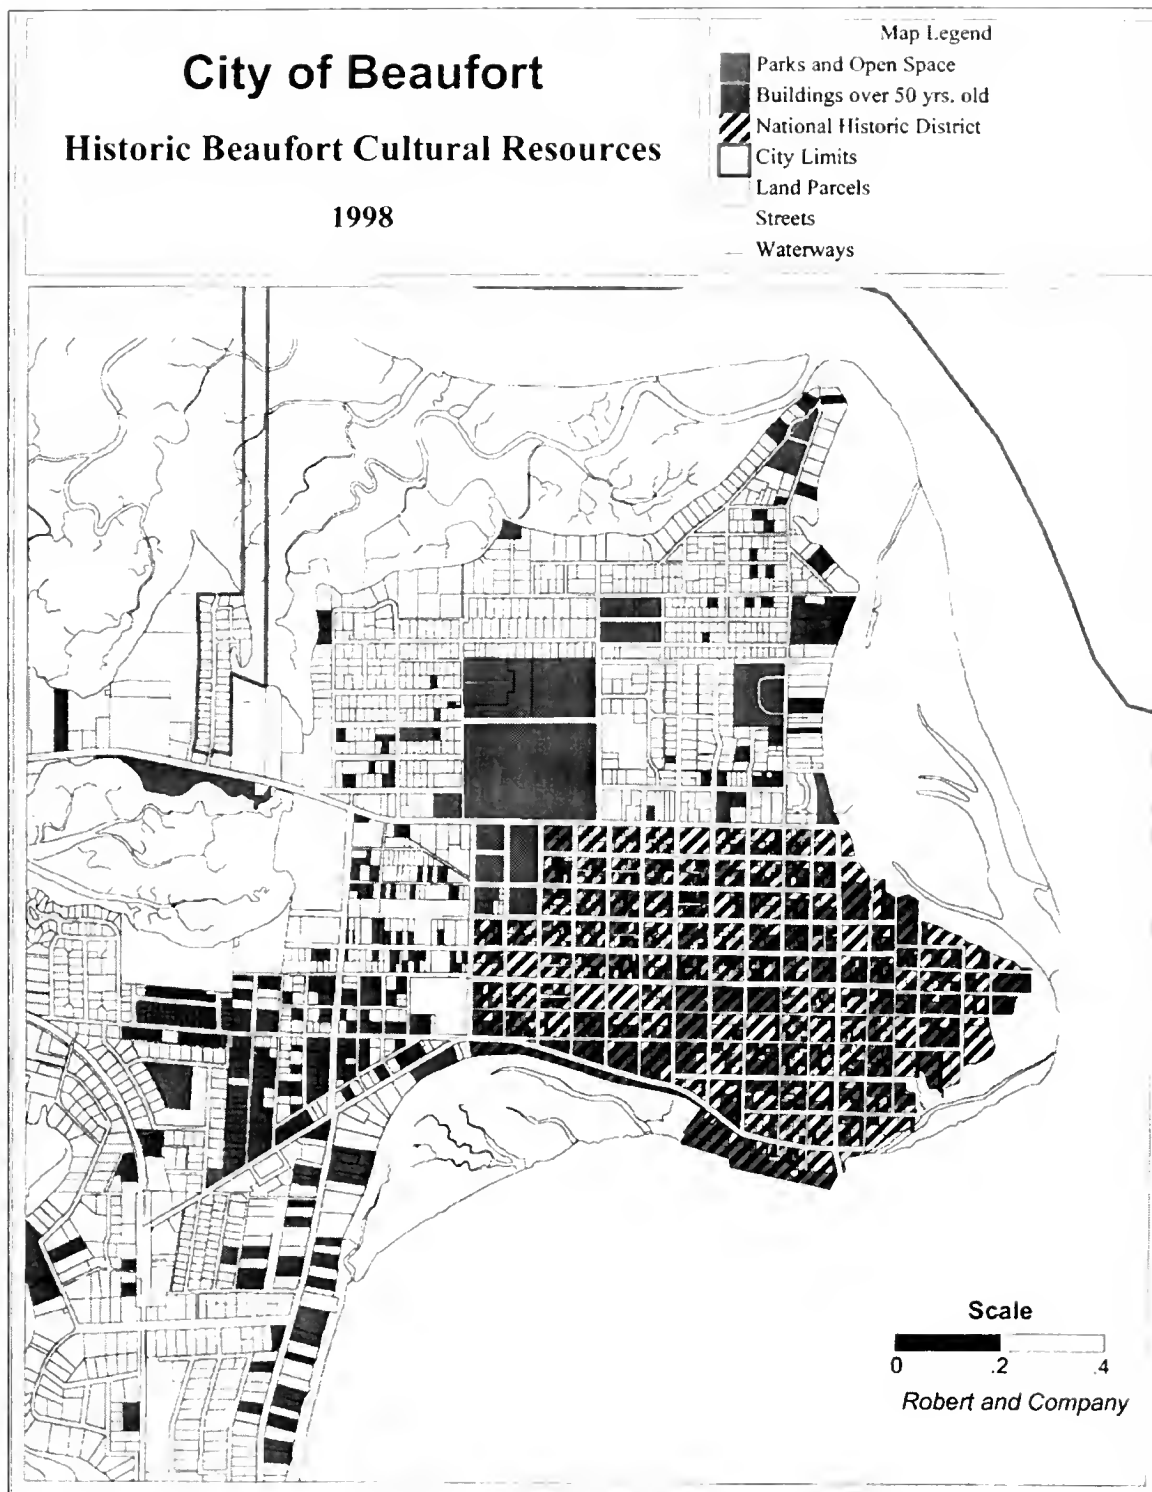 City of Beaufort
Historic Beaufort Cultural Resources
1998
Map Legend
Parks and Open Space
Buildings over 50 yrs. old
National Historic District
City Limits
Land Parcels
Streets
Waterways
Scale
0 .2 .4
Robert and Company